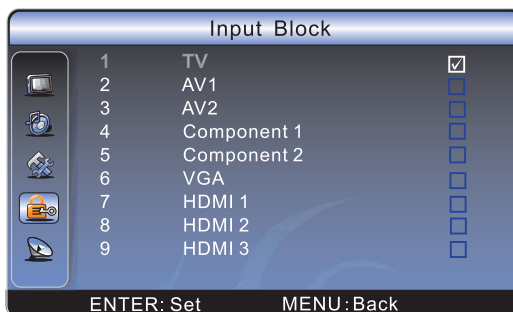 Input Block
1 TV
2 AV1
3 AV2
4 Component 1
5 Component 2
6 VGA
7 HDMI 1
8 HDMI 2
9 HDMI 3
ENTER: Set MENU:Back